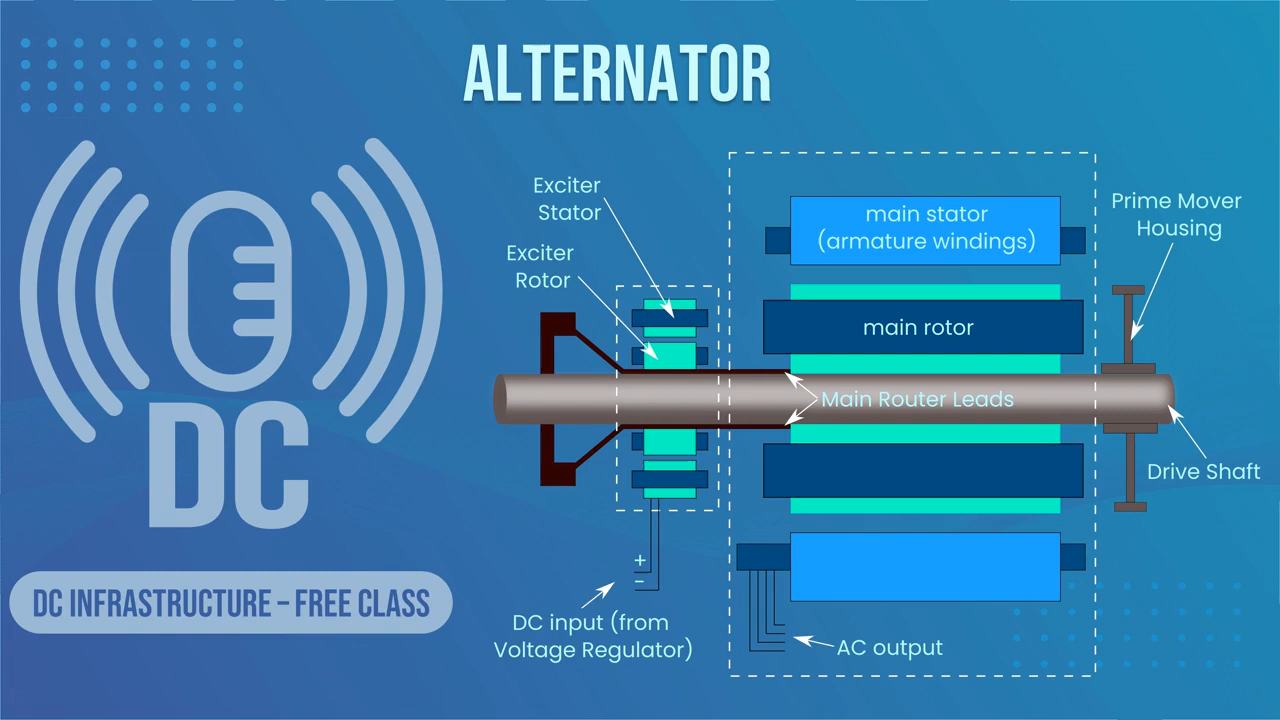 ALTERNATOR
Exciter
Stator
Exciter
Rotor
main stator
(armature windings)
Prime Mover
Housing
main rotor
Main Router Leads
Drive Shaft
DC
DC INFRASTRUCTURE – FREE CLASS
+
−
DC input (from
Voltage Regulator)
AC output